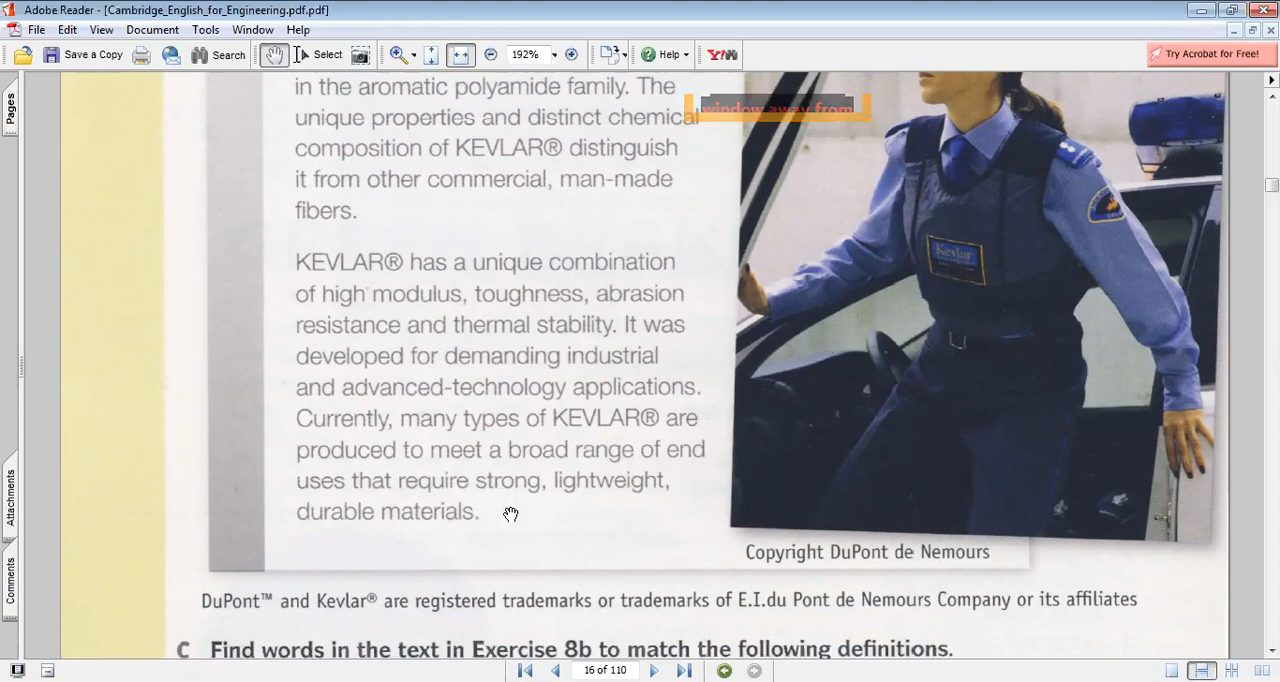 Adobe Reader - [Cambridge_English_for_Engineering.pdf.pdf]
File Edit View Document Tools Window Help
Save a Copy Search Select 192% Help Y!M Try Acrobat for Free!
Pages
Attachments
Comments
in the aromatic polyamide family. The
unique properties and distinct chemical
composition of KEVLAR® distinguish
it from other commercial, man-made
fibers.
KEVLAR® has a unique combination
of high modulus, toughness, abrasion
resistance and thermal stability. It was
developed for demanding industrial
and advanced-technology applications.
Currently, many types of KEVLAR® are
produced to meet a broad range of end
uses that require strong, lightweight,
durable materials.
window away from
Kevlar
Copyright DuPont de Nemours
DuPont™ and Kevlar® are registered trademarks or trademarks of E.I.du Pont de Nemours Company or its affiliates
C Find words in the text in Exercise 8b to match the following definitions.
16 of 110